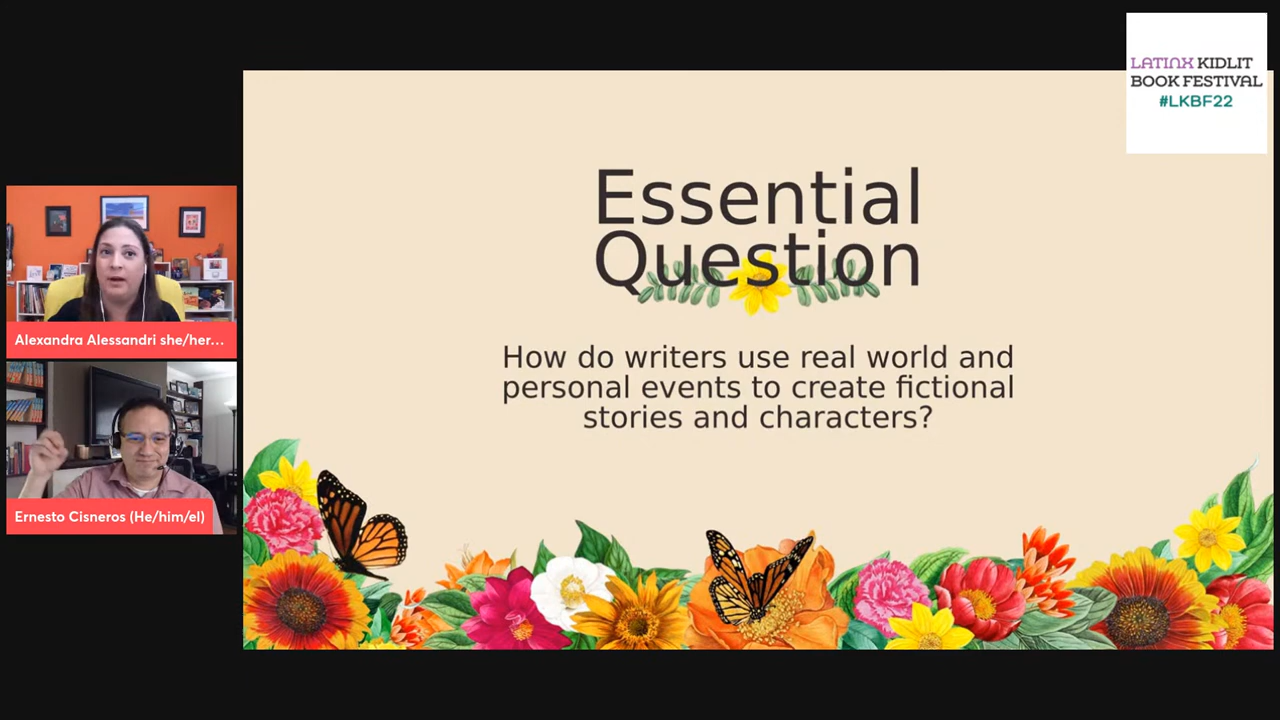 LATINX KIDLIT
BOOK FESTIVAL
#LKBF22
Essential
Question
How do writers use real world and
personal events to create fictional
stories and characters?
Alexandra Alessandri she/her...
Ernesto Cisneros (He/him/el)